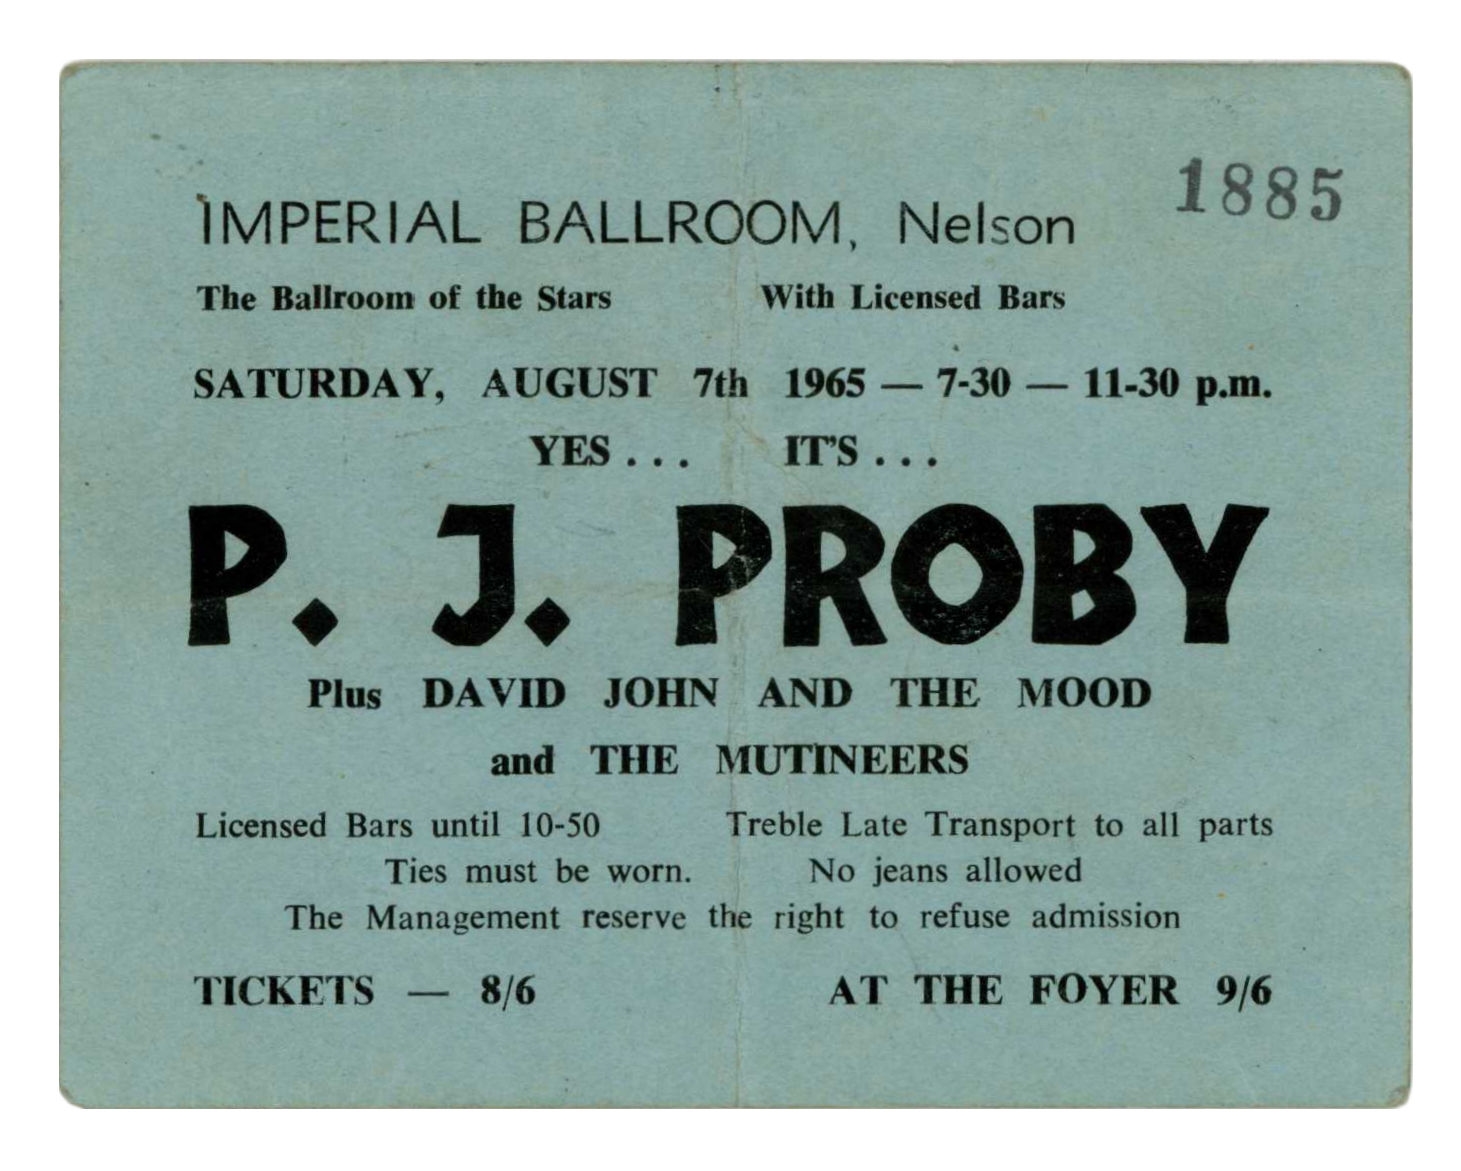 1885
IMPERIAL BALLROOM, Nelson
The Ballroom of the Stars With Licensed Bars
SATURDAY, AUGUST 7th 1965 — 7-30 — 11-30 p.m.
YES . . . IT'S . . .
P. J. PROBY
Plus DAVID JOHN AND THE MOOD
and THE MUTINEERS
Licensed Bars until 10-50 Treble Late Transport to all parts
Ties must be worn. No jeans allowed
The Management reserve the right to refuse admission
TICKETS — 8/6 AT THE FOYER 9/6